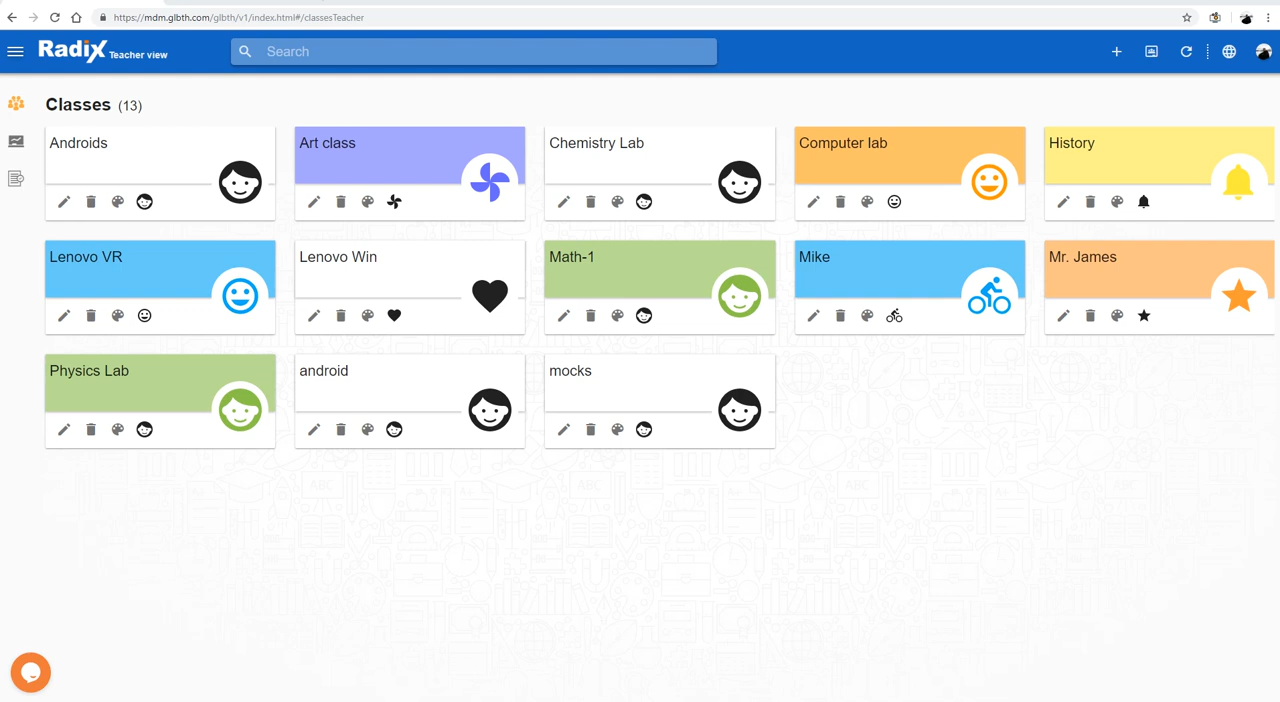 https://mdm.glbth.com/glbth/v1/index.html#/classesTeacher
RadiX Teacher view
Search
Classes (13)
Androids
Art class
Chemistry Lab
Computer lab
History
Lenovo VR
Lenovo Win
Math-1
Mike
Mr. James
Physics Lab
android
mocks